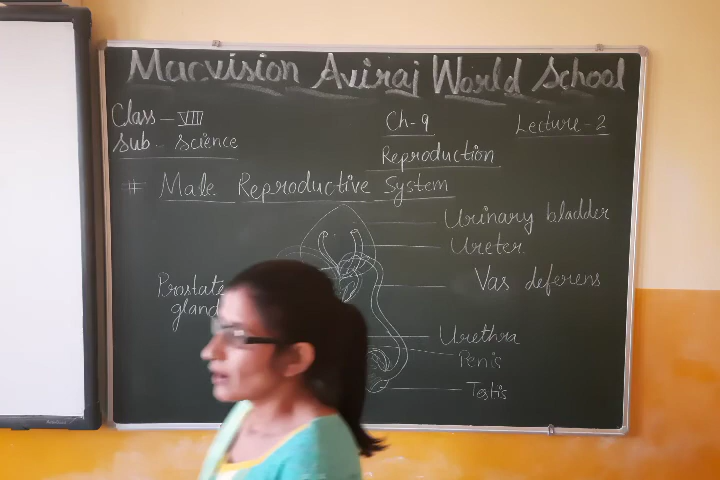 Macvision Aviraj World School
Class - VIII
Sub - Science
Ch-9
Reproduction
Lecture-2
# Male Reproductive System
Urinary bladder
Ureter
Vas deferens
Prostate
gland
Urethra
Penis
Testis